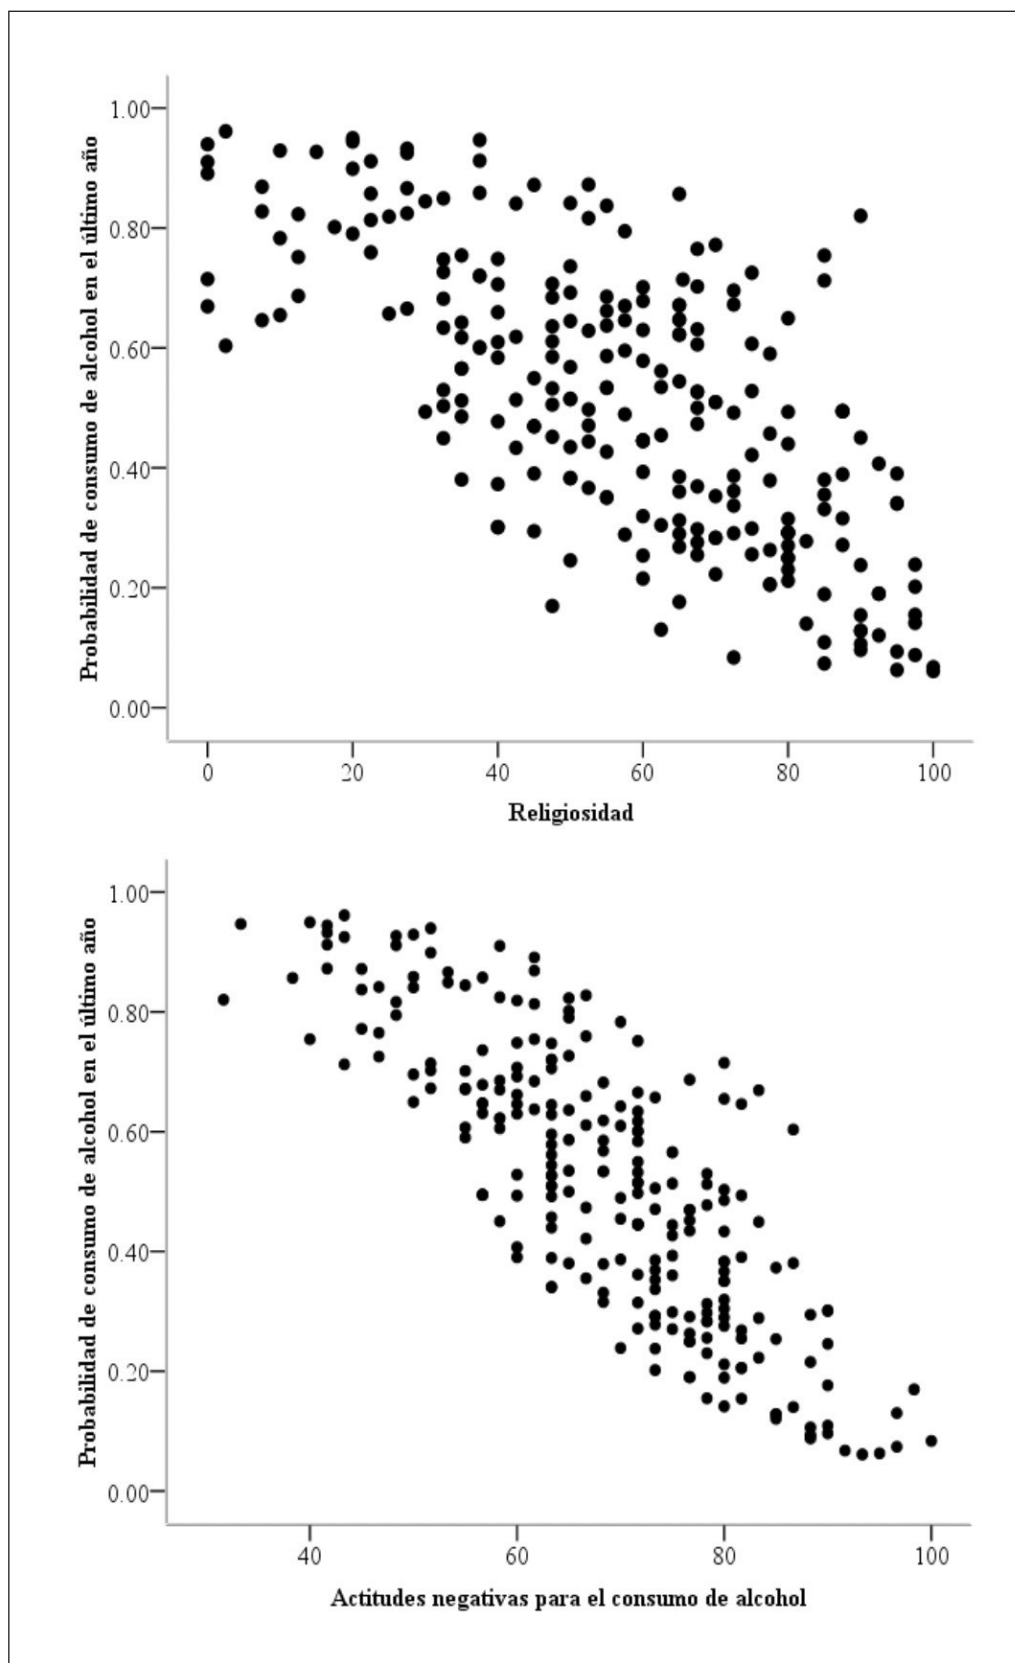 Probabilidad de consumo de alcohol en el último año
1.00
0.80
0.60
0.40
0.20
0.00
0 20 40 60 80 100
Religiosidad
Probabilidad de consumo de alcohol en el último año
1.00
0.80
0.60
0.40
0.20
0.00
40 60 80 100
Actitudes negativas para el consumo de alcohol